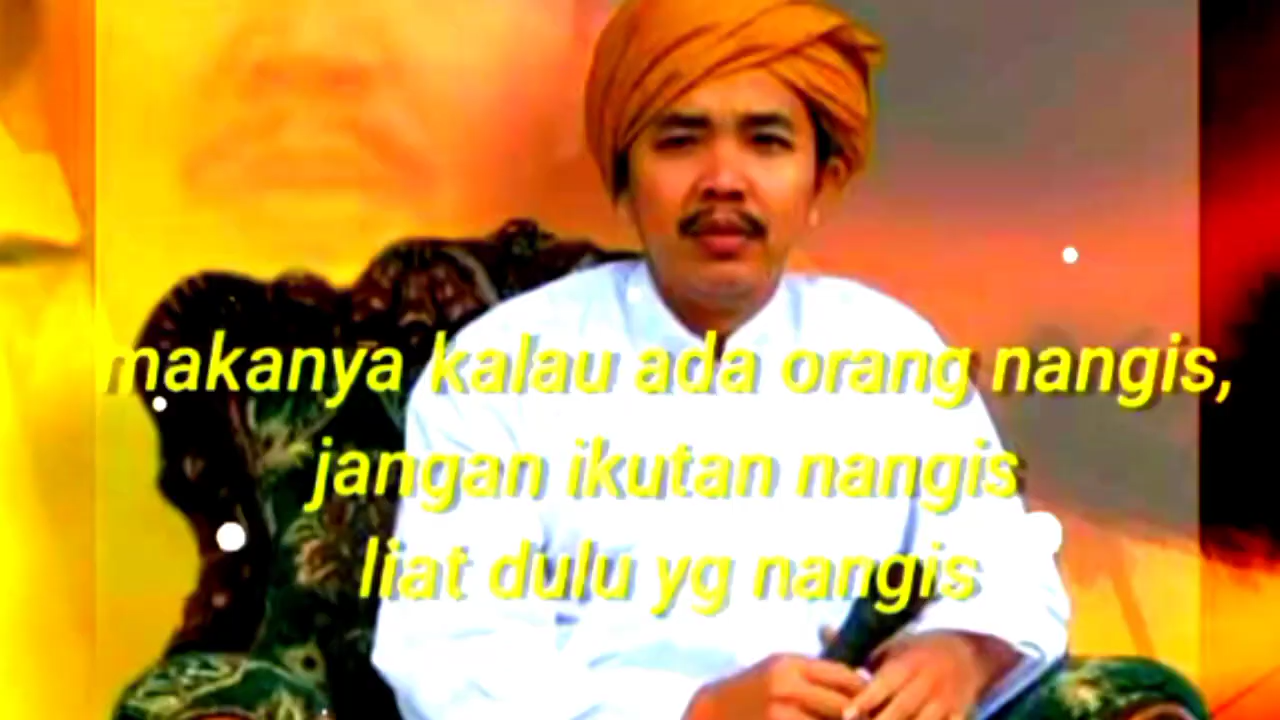 makanya kalau ada orang nangis,
jangan ikutan nangis
liat dulu yg nangis